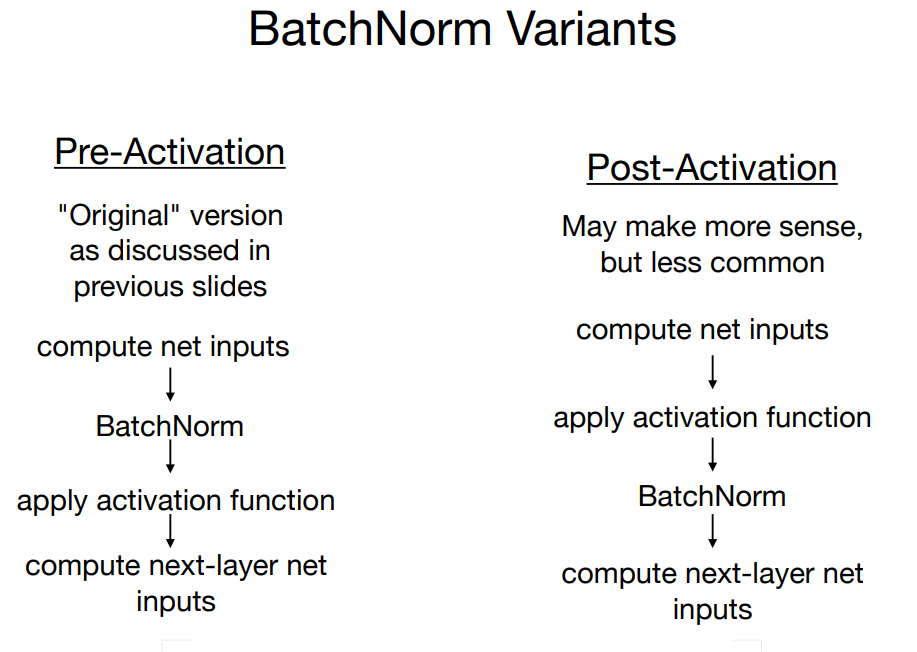 BatchNorm Variants
Pre-Activation
"Original" version
as discussed in
previous slides
compute net inputs
BatchNorm
apply activation function
compute next-layer net
inputs
Post-Activation
May make more sense,
but less common
compute net inputs
apply activation function
BatchNorm
compute next-layer net
inputs